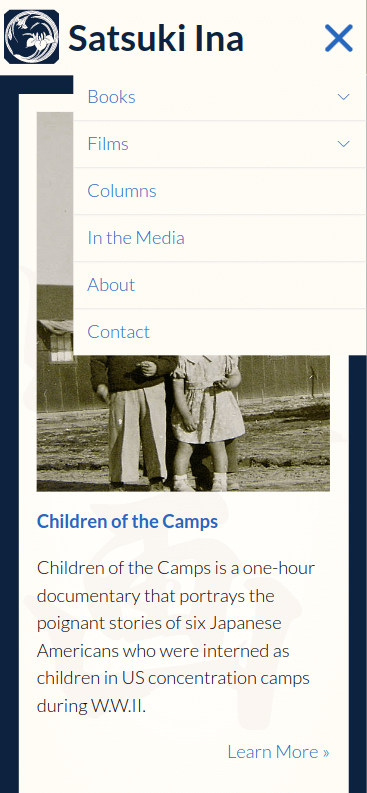 Satsuki Ina
Books
Films
Columns
In the Media
About
Contact
Children of the Camps
Children of the Camps is a one-hour
documentary that portrays the
poignant stories of six Japanese
Americans who were interned as
children in US concentration camps
during W.W.II.
Learn More »